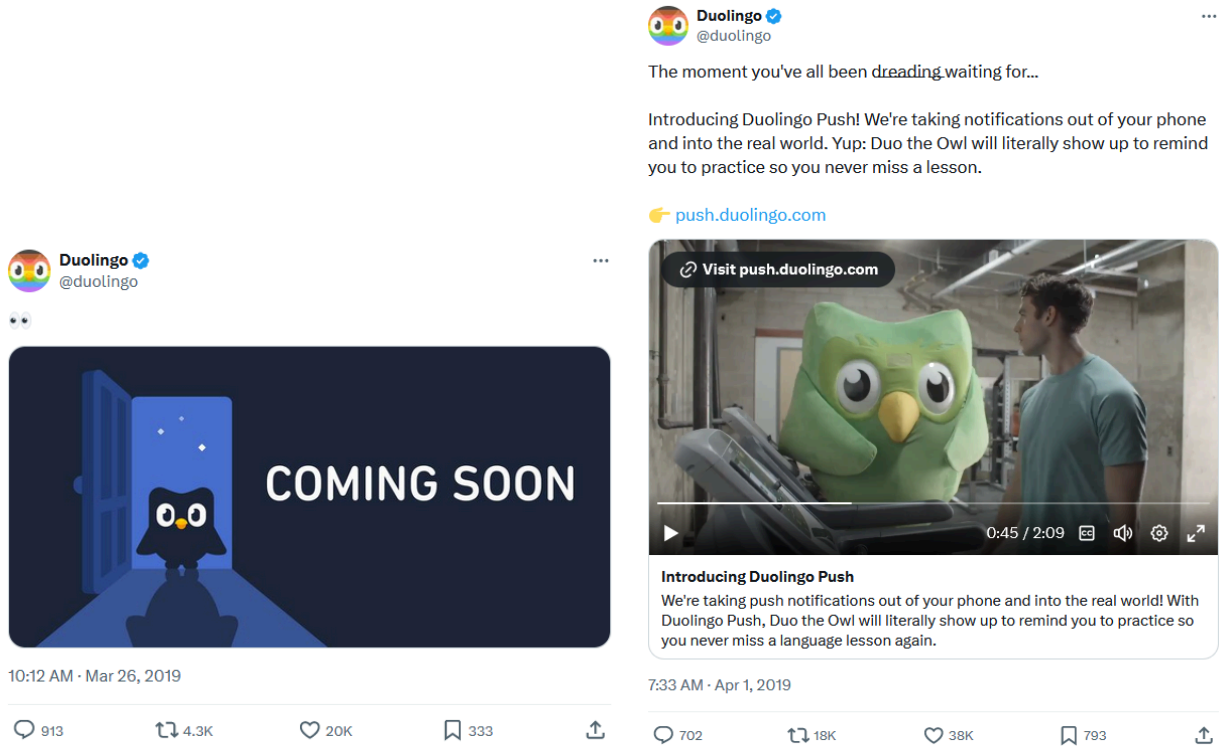 Duolingo
@duolingo
👀
COMING SOON
10:12 AM · Mar 26, 2019
913
4.3K
20K
333
Duolingo
@duolingo
The moment you've all been dreading waiting for...
Introducing Duolingo Push! We're taking notifications out of your phone
and into the real world. Yup: Duo the Owl will literally show up to remind
you to practice so you never miss a lesson.
👉 push.duolingo.com
Visit push.duolingo.com
0:45 / 2:09
CC
Introducing Duolingo Push
We're taking push notifications out of your phone and into the real world! With
Duolingo Push, Duo the Owl will literally show up to remind you to practice so
you never miss a language lesson again.
7:33 AM · Apr 1, 2019
702
18K
38K
793